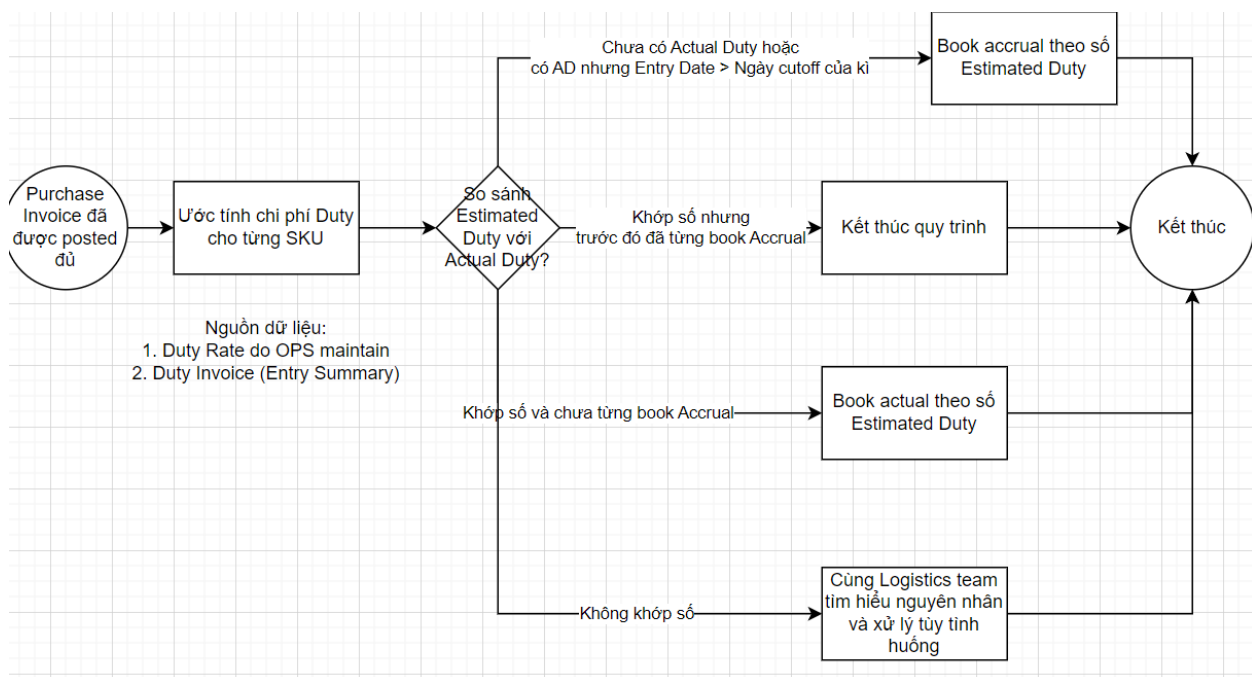 Chưa có Actual Duty hoặc
có AD nhưng Entry Date > Ngày cutoff của kì
Book accrual theo số
Estimated Duty
Purchase
Invoice đã
được posted
đủ
Ước tính chi phí Duty
cho từng SKU
So sánh
Estimated
Duty với
Actual Duty?
Khớp số nhưng
trước đó đã từng book Accrual
Kết thúc quy trình
Kết thúc
Nguồn dữ liệu:
1. Duty Rate do OPS maintain
2. Duty Invoice (Entry Summary)
Khớp số và chưa từng book Accrual
Book actual theo số
Estimated Duty
Không khớp số
Cùng Logistics team
tìm hiểu nguyên nhân
và xử lý tùy tình
huống